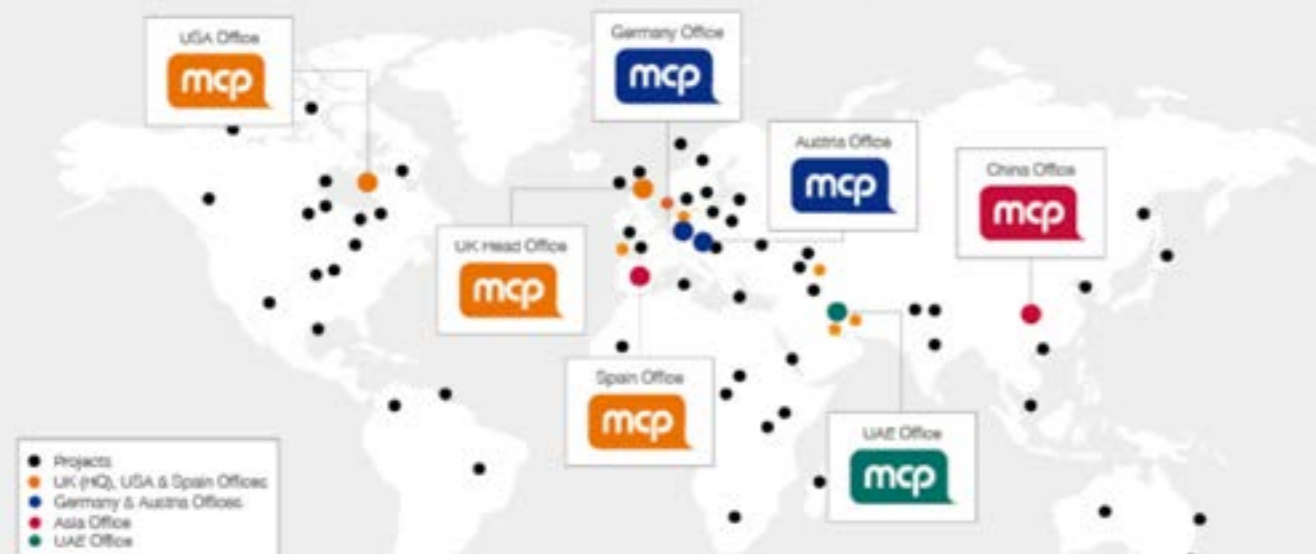 USA Office
mcp
Germany Office
mcp
Austria Office
mcp
China Office
mcp
UK Head Office
mcp
Spain Office
mcp
UAE Office
mcp
Projects
UK (HQ), USA & Spain Offices
Germany & Austria Offices
Asia Office
UAE Office